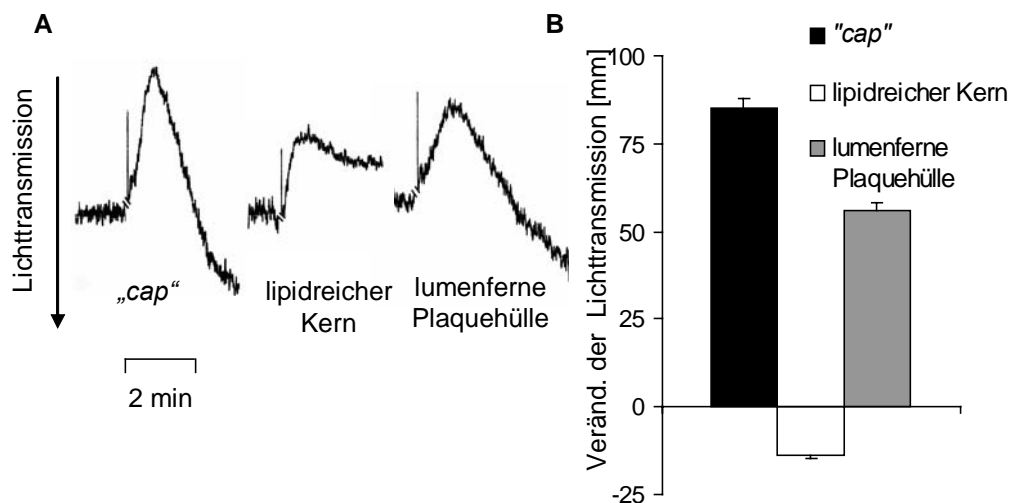 A
Lichttransmission
„cap“
lipidreicher
Kern
lumenferne
Plaquehülle
2 min
B
Veränd. der Lichttransmission [mm]
100
75
50
25
0
-25
"cap"
lipidreicher Kern
lumenferne
Plaquehülle